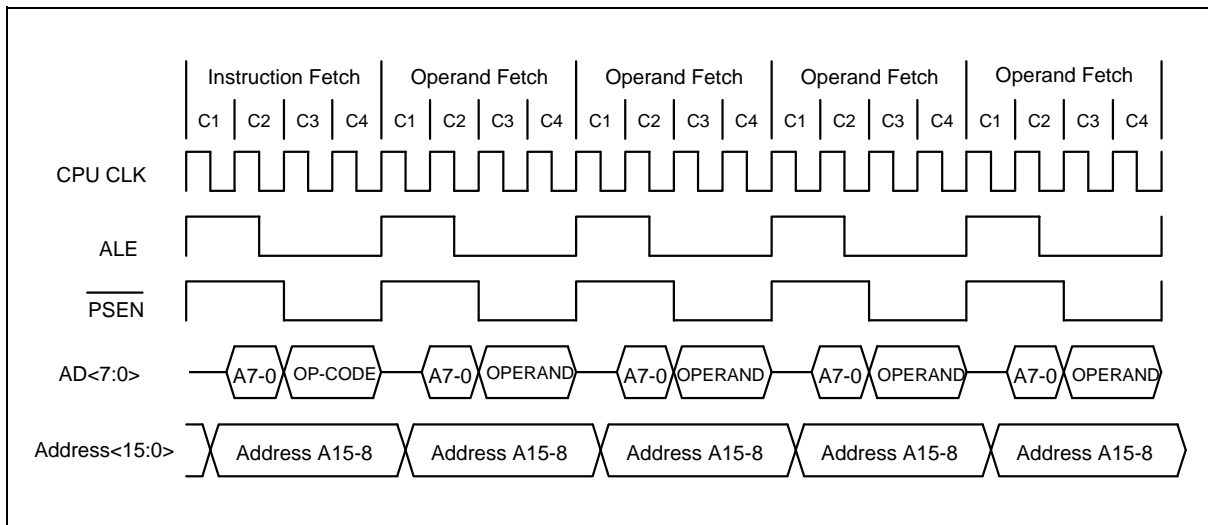 Instruction Fetch Operand Fetch Operand Fetch Operand Fetch Operand Fetch
C1 C2 C3 C4 C1 C2 C3 C4 C1 C2 C3 C4 C1 C2 C3 C4 C1 C2 C3 C4
CPU CLK
ALE
PSEN
AD<7:0> A7-0 OP-CODE A7-0 OPERAND A7-0 OPERAND A7-0 OPERAND A7-0 OPERAND
Address<15:0> Address A15-8 Address A15-8 Address A15-8 Address A15-8 Address A15-8